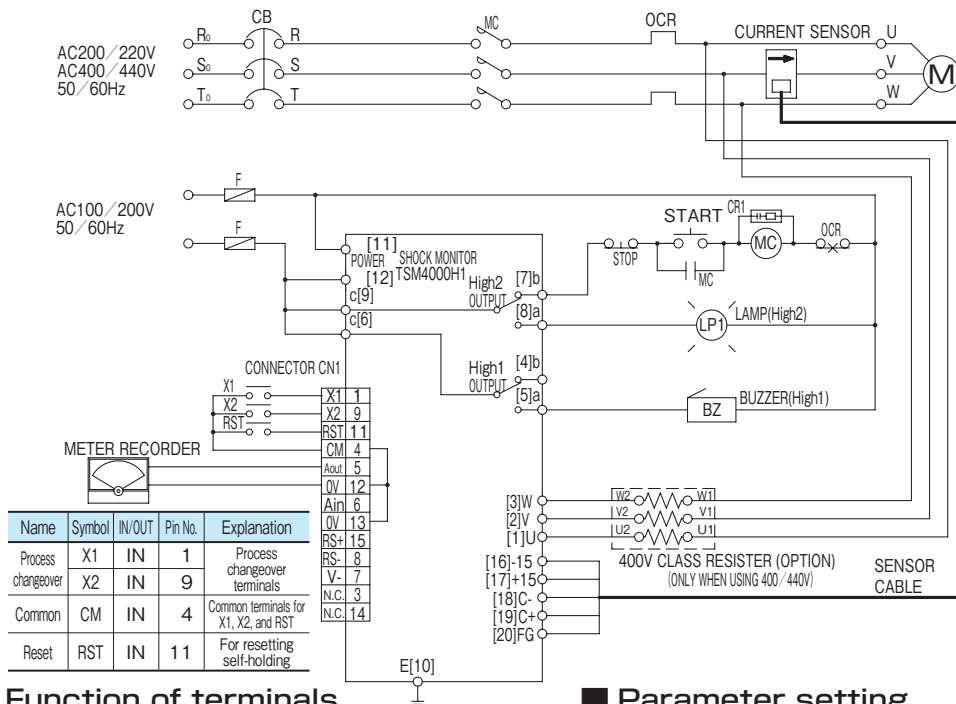 CB
MC
OCR
CURRENT SENSOR
R₀
R
U
AC200/220V
AC400/440V
50/60Hz
S₀
S
V
M
T₀
T
W
F
AC100/200V
50/60Hz
F
START
CR1
MC
OCR
STOP
MC
[11]
POWER
SHOCK MONITOR
TSM4000H1
[12]
c[9]
High2
OUTPUT
[7]b
[8]a
LP1
LAMP(High2)
c[6]
High1
OUTPUT
[4]b
[5]a
BZ
BUZZER(High1)
CONNECTOR CN1
X1
X2
RST
X1 1
X2 9
RST 11
CM 4
Aout 5
0V 12
Ain 6
0V 13
RS+ 15
RS- 8
V- 7
N.C. 3
N.C. 14
METER RECORDER
[3]W
[2]V
[1]U
W2 W1
V2 V1
U2 U1
400V CLASS RESISTER (OPTION)
(ONLY WHEN USING 400/440V)
SENSOR
CABLE
[16]-15
[17]+15
[18]C-
[19]C+
[20]FG
E[10]
Name Symbol IN/OUT Pin No. Explanation
Process changeover X1 IN 1 Process changeover terminals
X2 IN 9
Common CM IN 4 Common terminals for X1, X2, and RST
Reset RST IN 11 For resetting self-holding
Function of terminals
■ Parameter setting